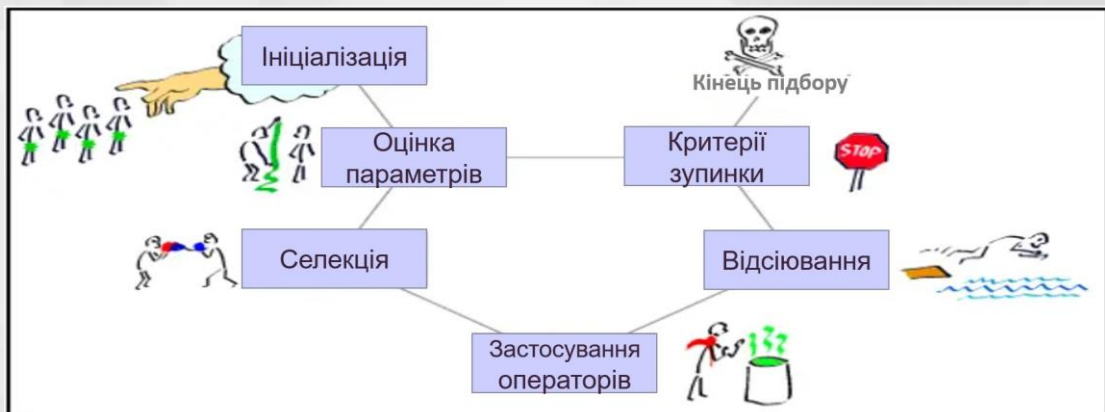 Ініціалізація
Кінець підбору
Оцінка
параметрів
Критерії
зупинки
STOP
Селекція
Відсіювання
Застосування
операторів